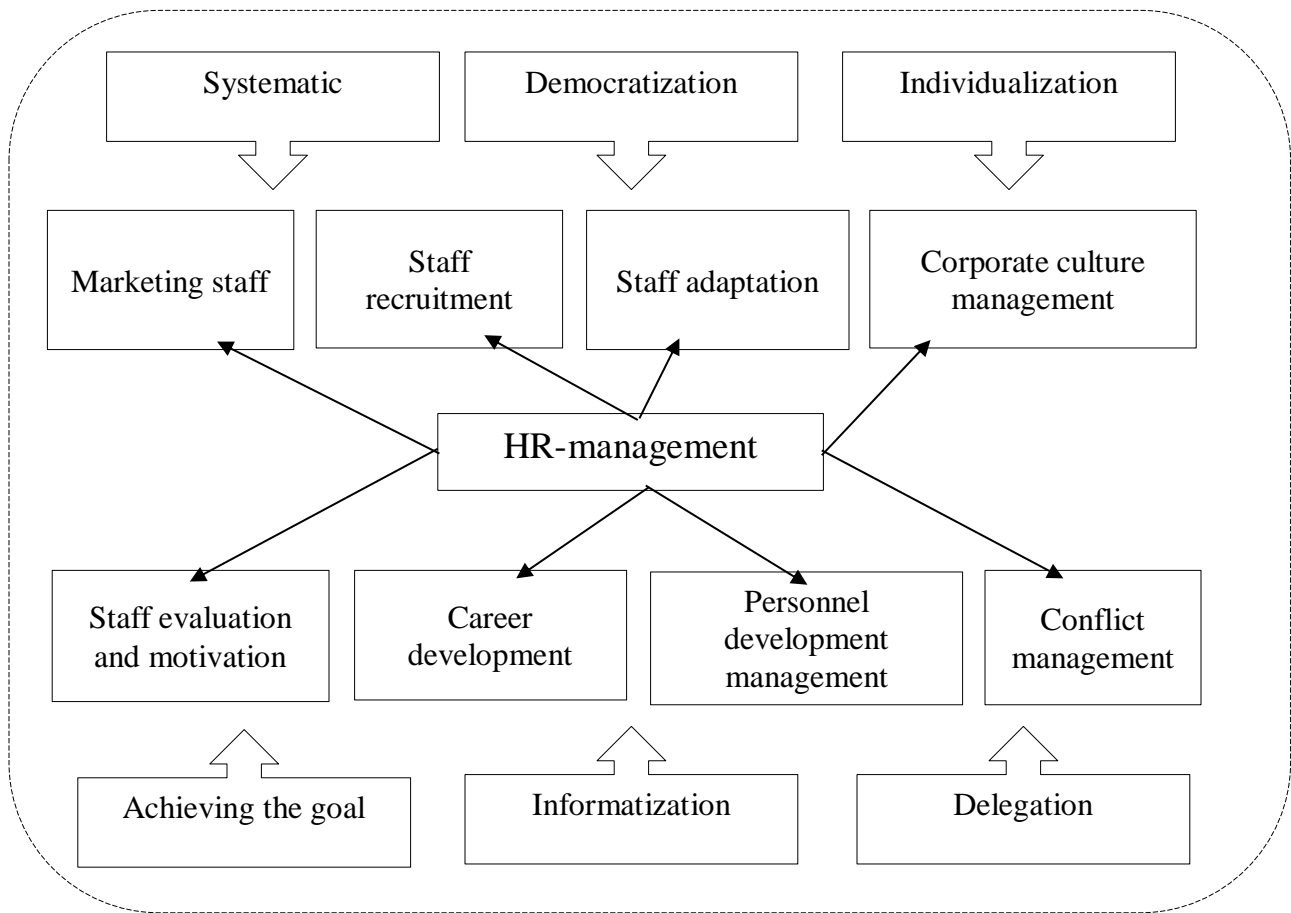 Systematic
Democratization
Individualization
Marketing staff
Staff
recruitment
Staff adaptation
Corporate culture
management
HR-management
Staff evaluation
and motivation
Career
development
Personnel
development
management
Conflict
management
Achieving the goal
Informatization
Delegation